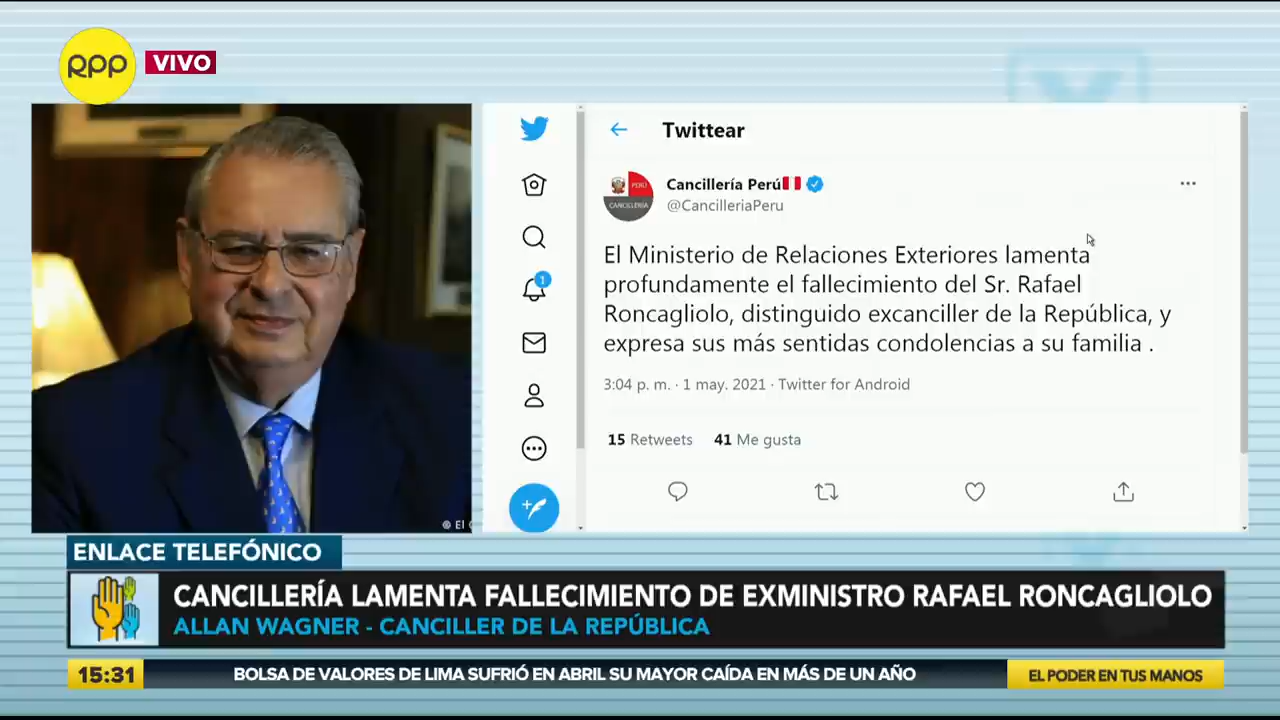 rpp
VIVO
Twittear
Cancillería Perú
@CancilleriaPeru
PERÚ
CANCILLERÍA
El Ministerio de Relaciones Exteriores lamenta
profundamente el fallecimiento del Sr. Rafael
Roncagliolo, distinguido excanciller de la República, y
expresa sus más sentidas condolencias a su familia .
3:04 p. m. · 1 may. 2021 · Twitter for Android
15 Retweets 41 Me gusta
1
© El
ENLACE TELEFÓNICO
CANCILLERÍA LAMENTA FALLECIMIENTO DE EXMINISTRO RAFAEL RONCAGLIOLO
ALLAN WAGNER - CANCILLER DE LA REPÚBLICA
15:31 BOLSA DE VALORES DE LIMA SUFRIÓ EN ABRIL SU MAYOR CAÍDA EN MÁS DE UN AÑO EL PODER EN TUS MANOS